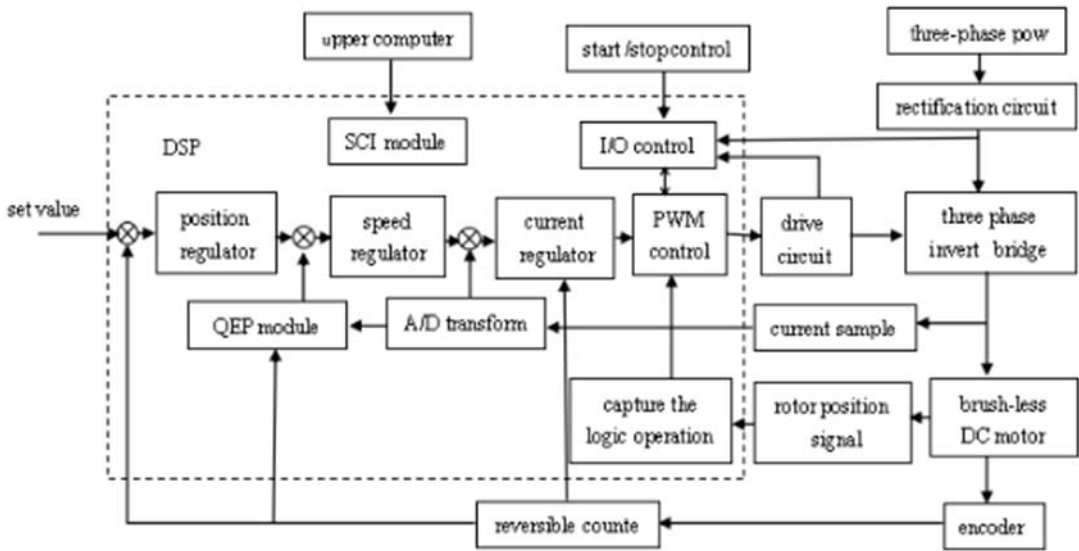 upper computer
start/stopcontrol
three-phase pow
rectification circuit
DSP
SCI module
I/O control
set value
position
regulator
speed
regulator
current
regulator
PWM
control
drive
circuit
three phase
invert bridge
QEP module
A/D transform
current sample
capture the
logic operation
rotor position
signal
brush-less
DC motor
reversible counte
encoder